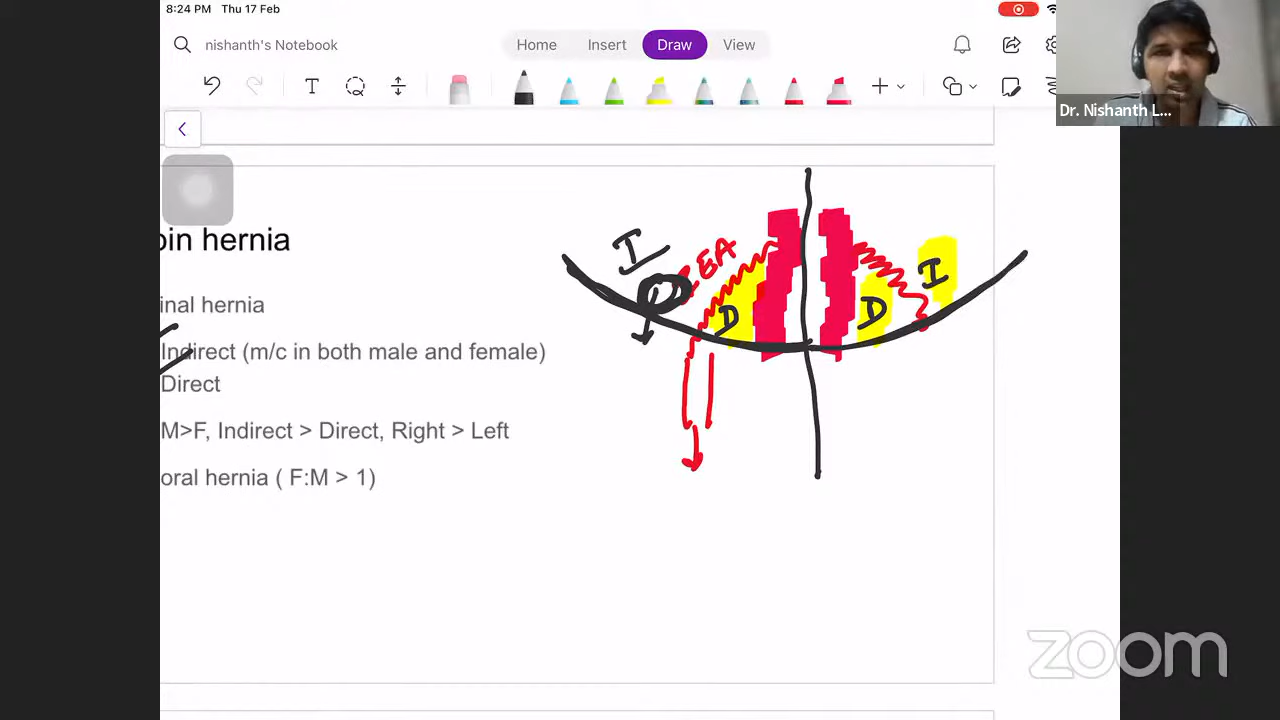 8:24 PM Thu 17 Feb
nishanth's Notebook
Home Insert Draw View
Dr. Nishanth L...
oin hernia
inal hernia
Indirect (m/c in both male and female)
Direct
M>F, Indirect > Direct, Right > Left
oral hernia ( F:M > 1)
I
EA
D
D
I
zoom